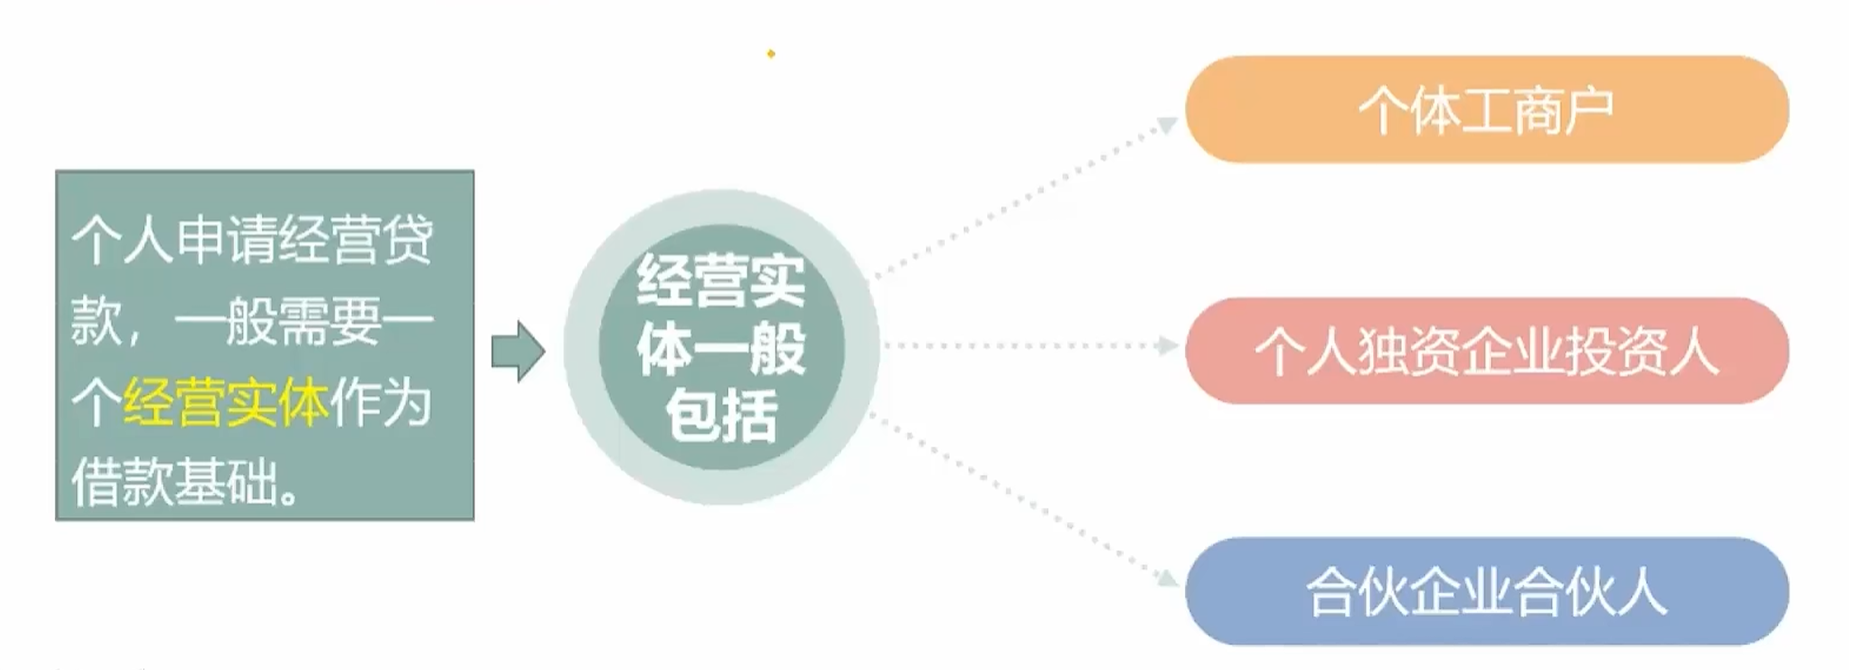 个人申请经营贷
款，一般需要一
个经营实体作为
借款基础。
经营实
体一般
包括
个体工商户
个人独资企业投资人
合伙企业合伙人